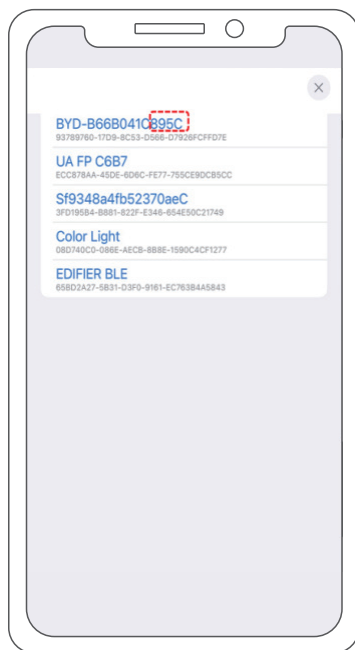 BYD-B66B041CB95C
93789760-17D9-8C53-D566-D7926FCFFD7E
UA FP C6B7
ECC878AA-45DE-6D6C-FE77-755CE9DCB5CC
Sf9348a4fb52370aeC
3FD195B4-B881-822F-E346-654E50C21749
Color Light
08D740C0-086E-AECB-8B8E-1590C4CF1277
EDIFIER BLE
65BD2A27-5B31-D3F0-9161-EC763B4A5843